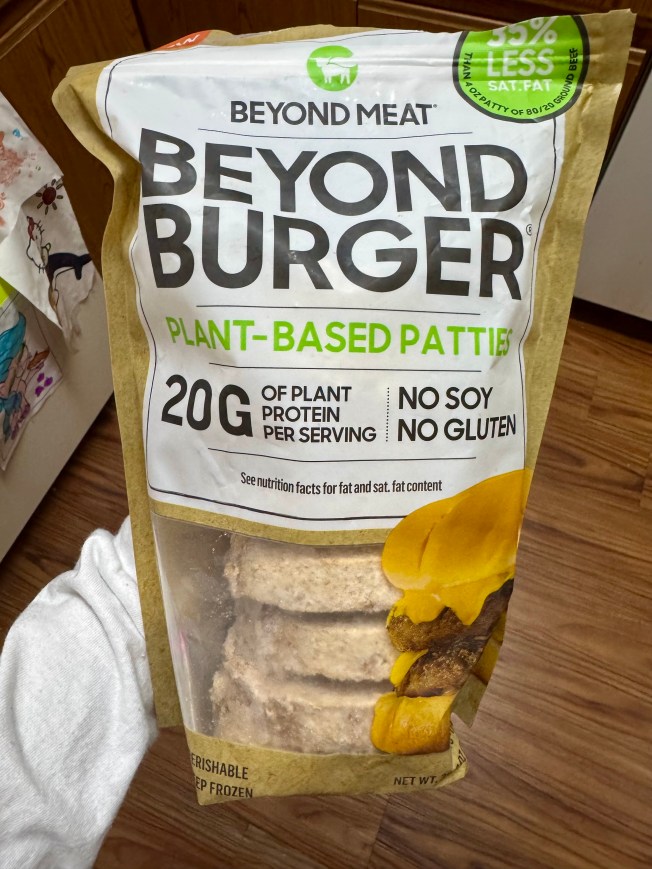 35%
LESS
SAT. FAT
THAN 4 OZ PATTY OF 80/20 GROUND BEEF
BEYOND MEAT®
BEYOND
BURGER®
PLANT-BASED PATTIES
20G OF PLANT
PROTEIN
PER SERVING
NO SOY
NO GLUTEN
See nutrition facts for fat and sat. fat content
ERISHABLE
EP FROZEN
NET WT.